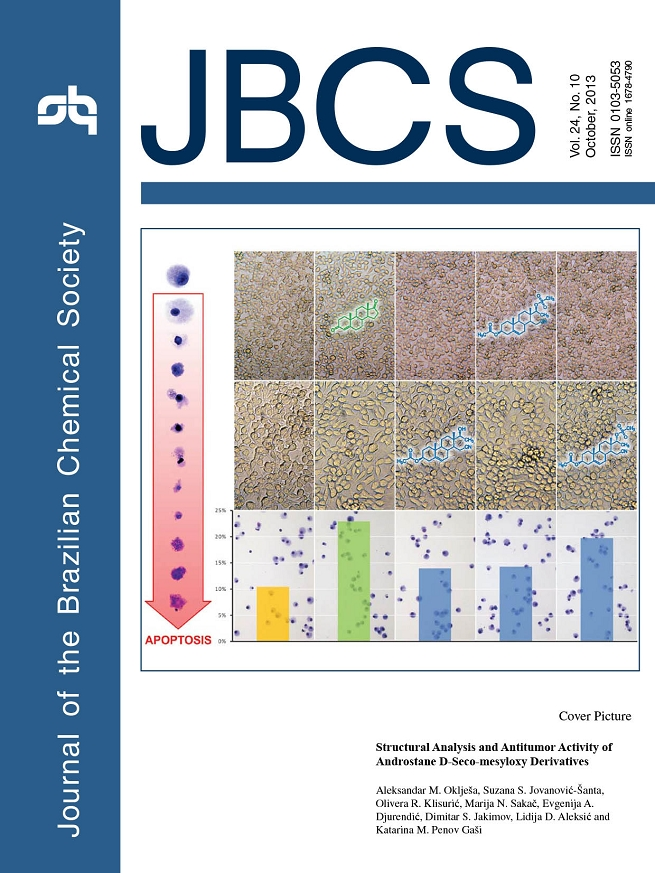 JBCS
Vol. 24, No. 10
October, 2013
ISSN 0103-5053
ISSN online 1678-4790
Journal of the Brazilian Chemical Society
25%
20%
15%
10%
5%
0%
APOPTOSIS
Cover Picture
Structural Analysis and Antitumor Activity of
Androstane D-Seco-mesyloxy Derivatives
Aleksandar M. Oklješa, Suzana S. Jovanović-Šanta,
Olivera R. Klisurić, Marija N. Sakač, Evgenija A.
Djurendić, Dimitar S. Jakimov, Lidija D. Aleksić and
Katarina M. Penov Gaši